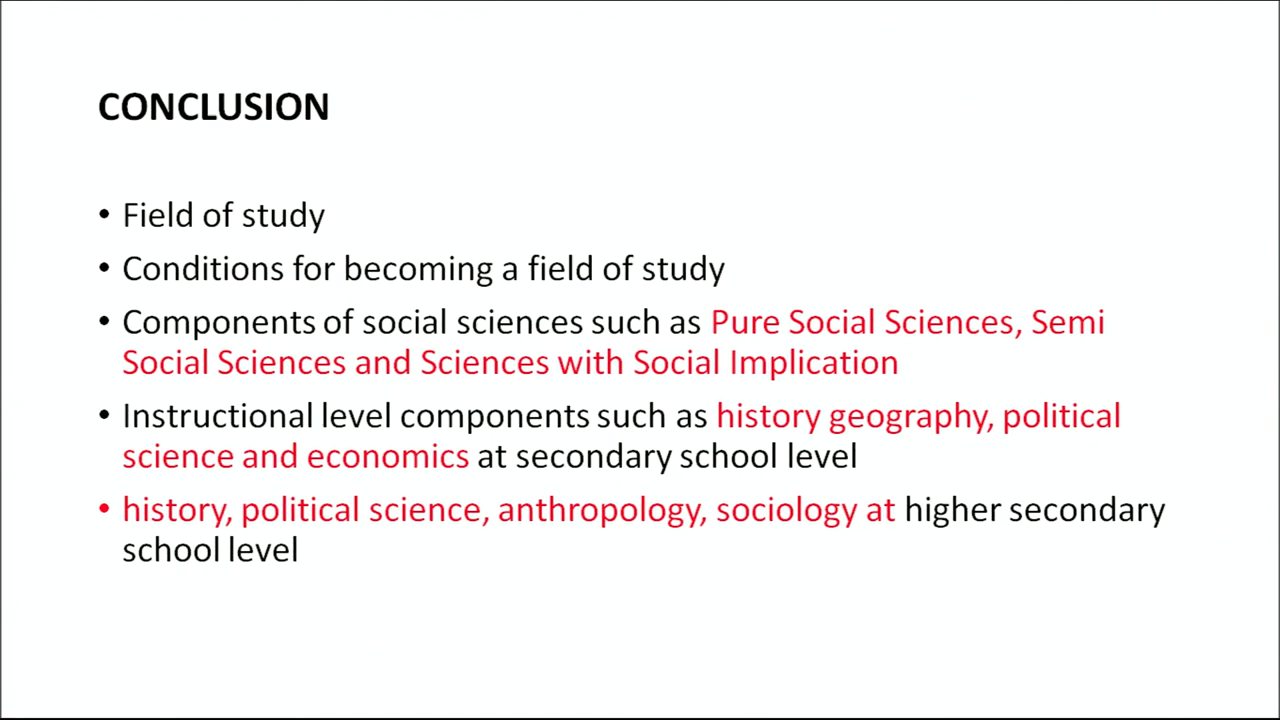 CONCLUSION
• Field of study
• Conditions for becoming a field of study
• Components of social sciences such as Pure Social Sciences, Semi
Social Sciences and Sciences with Social Implication
• Instructional level components such as history geography, political
science and economics at secondary school level
• history, political science, anthropology, sociology at higher secondary
school level